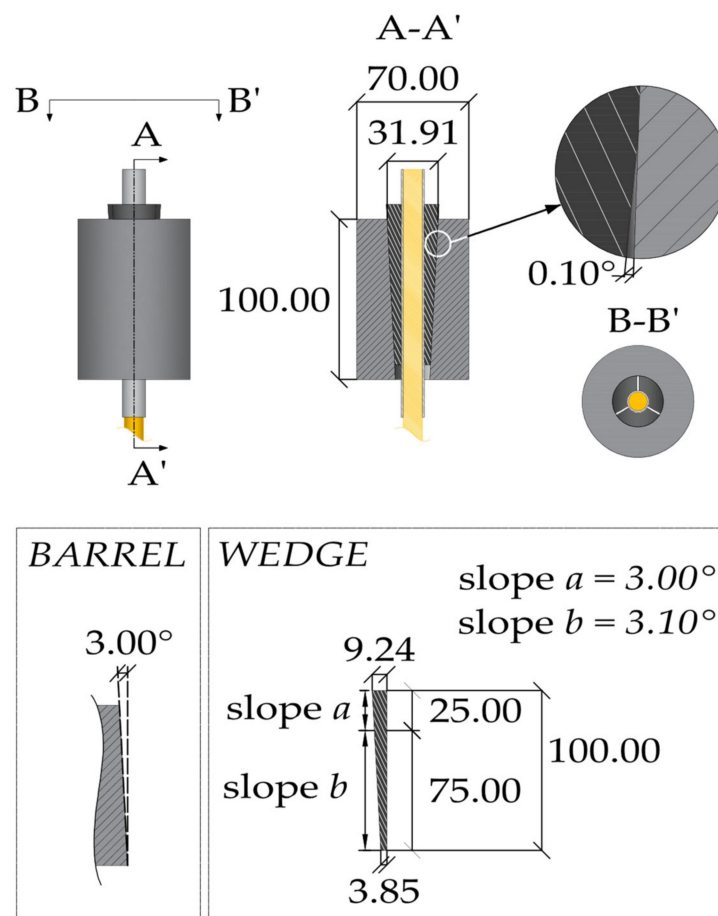 A-A'
70.00
B B'
A
31.91
100.00
0.10°
B-B'
A'
BARREL
3.00°
WEDGE
slope a = 3.00°
slope b = 3.10°
9.24
slope a
25.00
100.00
slope b
75.00
3.85